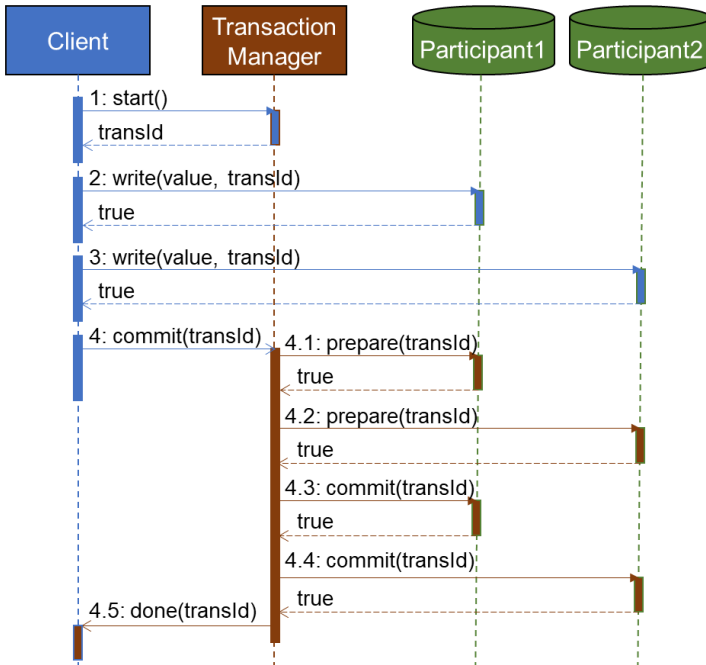 Client
Transaction
Manager
Participant1
Participant2
1: start()
transId
2: write(value, transId)
true
3: write(value, transId)
true
4: commit(transId)
4.1: prepare(transId)
true
4.2: prepare(transId)
true
4.3: commit(transId)
true
4.4: commit(transId)
true
4.5: done(transId)